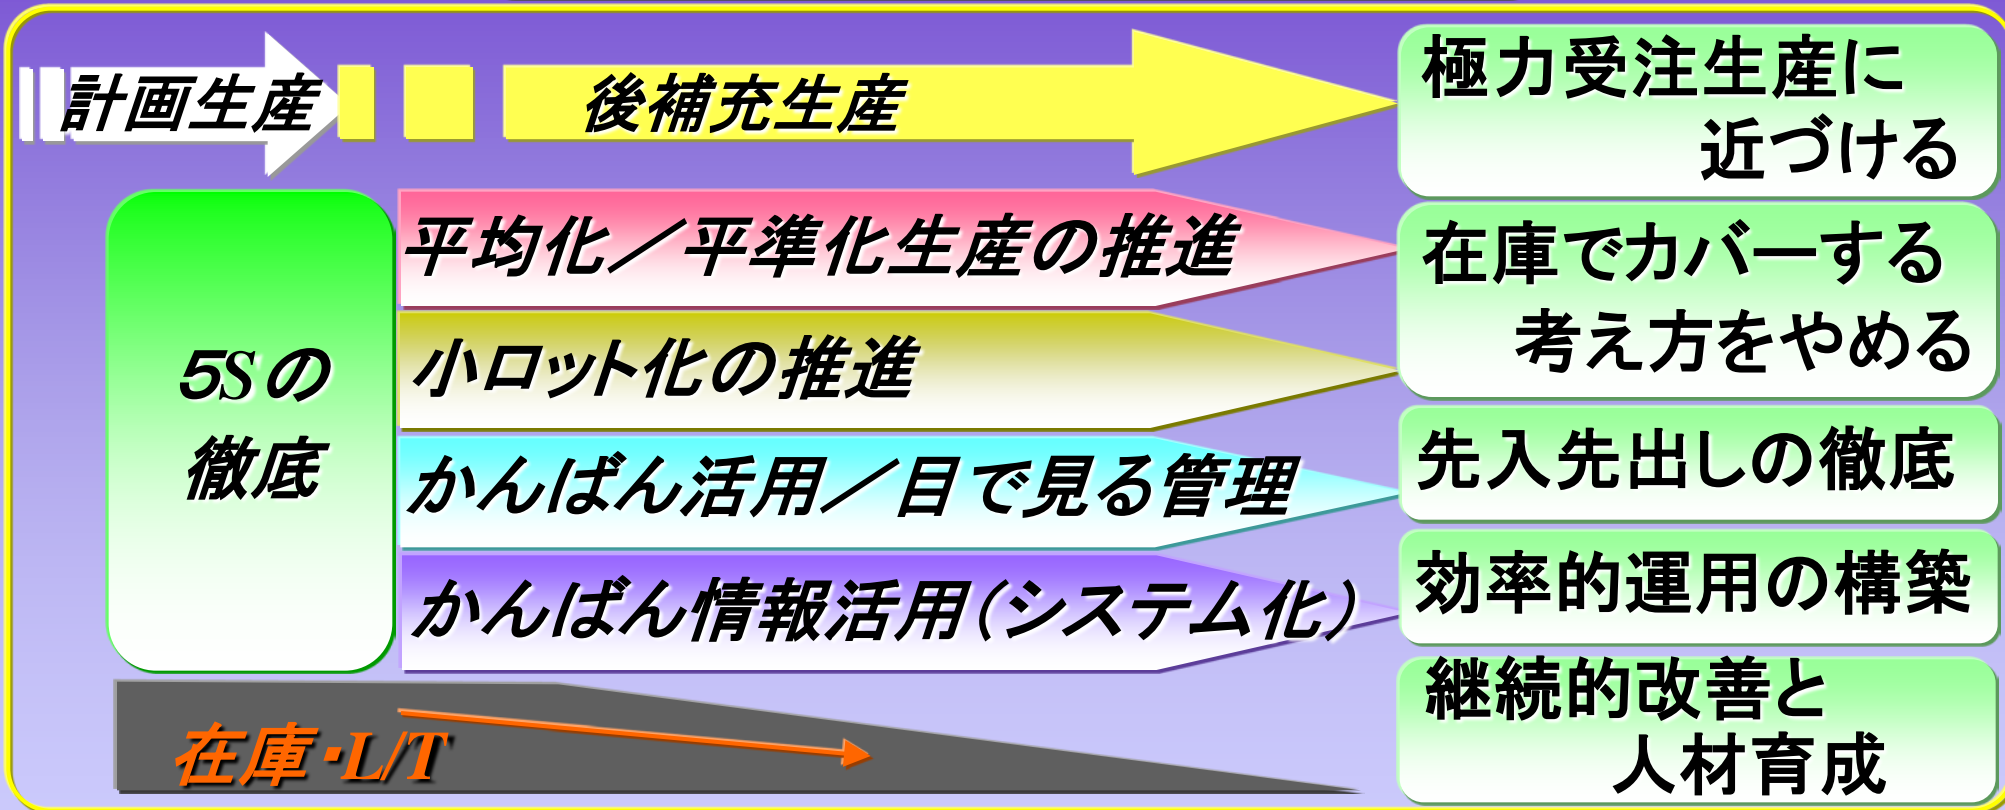 計画生産
後補充生産
極力受注生産に
近づける
5Sの
徹底
平均化／平準化生産の推進
小ロット化の推進
かんばん活用／目で見る管理
かんばん情報活用（システム化）
在庫でカバーする
考え方をやめる
先入先出しの徹底
効率的運用の構築
在庫・L/T
継続的改善と
人材育成